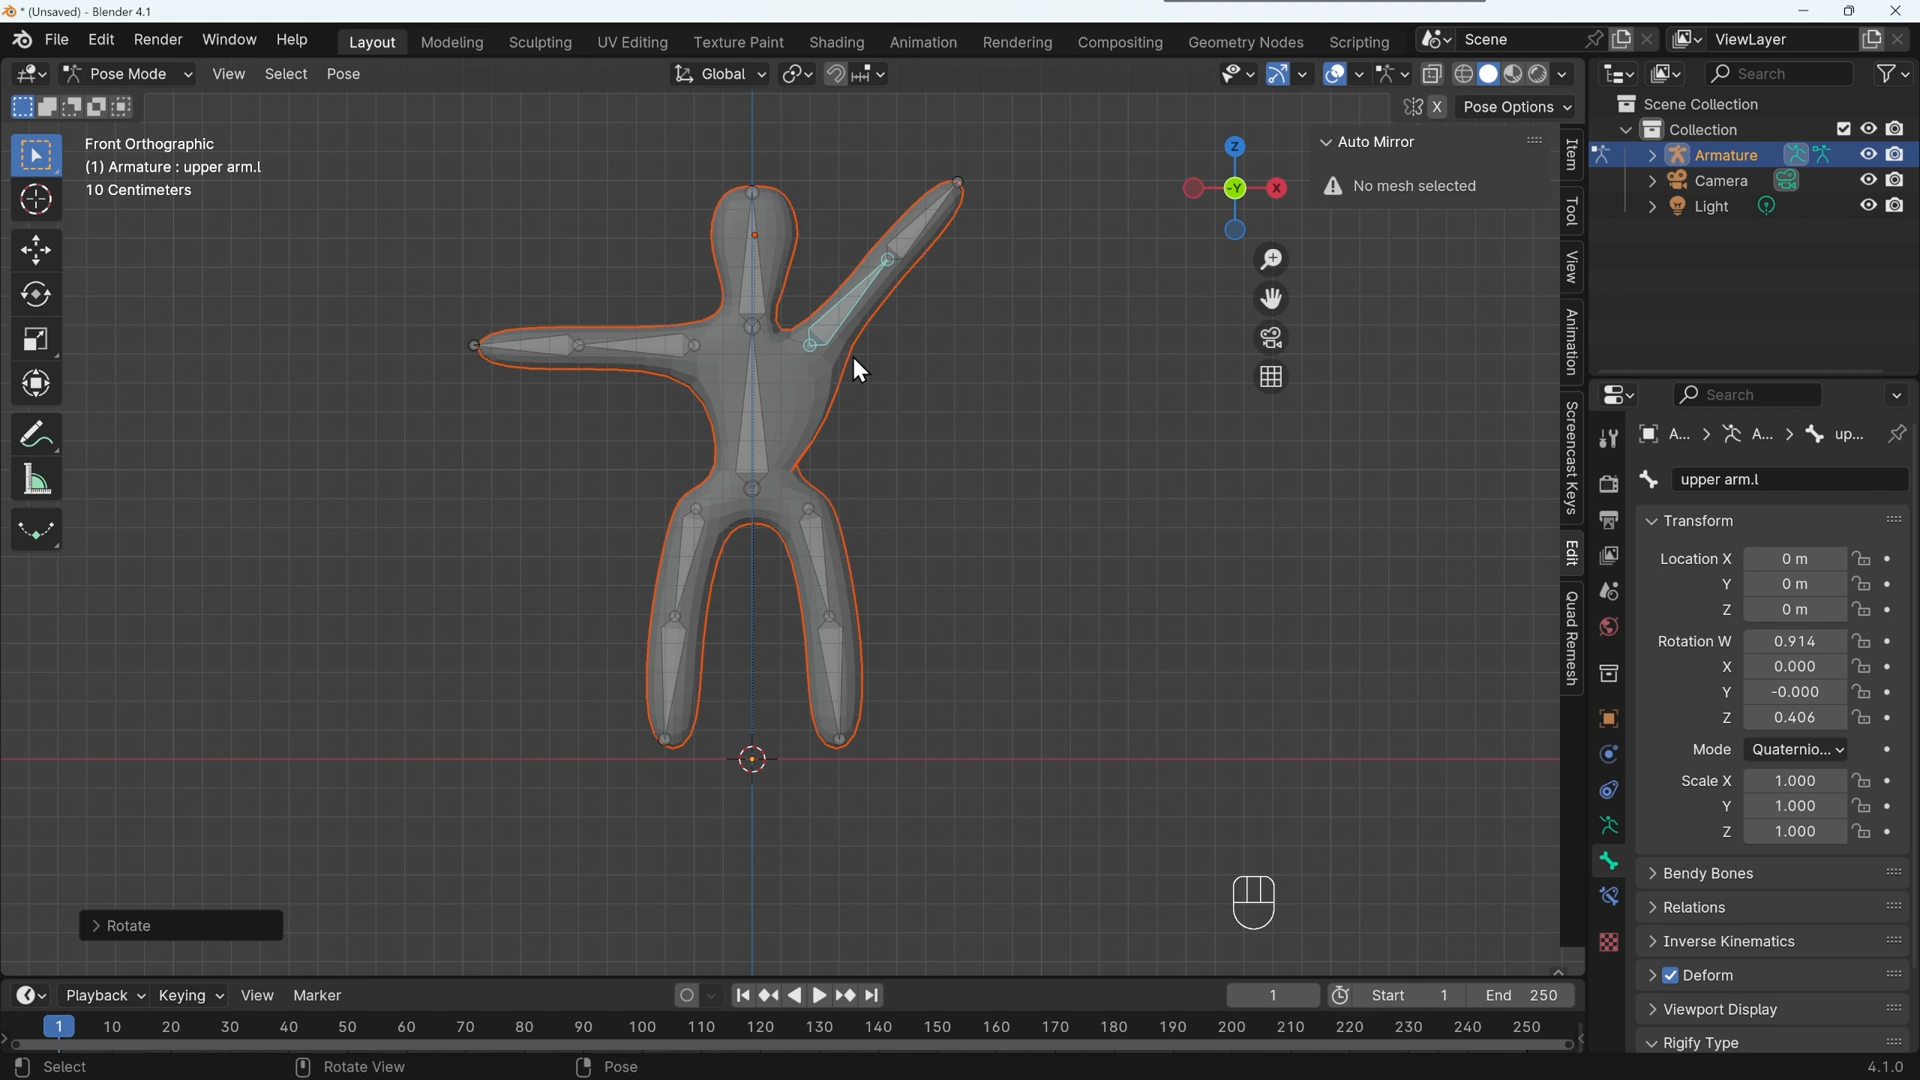 * (Unsaved) - Blender 4.1
File Edit Render Window Help Layout Modeling Sculpting UV Editing Texture Paint Shading Animation Rendering Compositing Geometry Nodes Scripting Scene ViewLayer
Pose Mode View Select Pose Global Search
X Pose Options
Scene Collection
Collection
Armature
Camera
Light
Front Orthographic
(1) Armature : upper arm.l
10 Centimeters
Z
-Y
X
Auto Mirror
No mesh selected
Item
Tool
View
Animation
Screencast Keys
Edit
Quad Remesh
Search
A... A... up...
upper arm.l
Transform
Location X 0 m
Y 0 m
Z 0 m
Rotation W 0.914
X 0.000
Y -0.000
Z 0.406
Mode Quaternio...
Scale X 1.000
Y 1.000
Z 1.000
Bendy Bones
Relations
Inverse Kinematics
Deform
Viewport Display
Rigify Type
Rotate
Playback Keying View Marker 1 Start 1 End 250
1 10 20 30 40 50 60 70 80 90 100 110 120 130 140 150 160 170 180 190 200 210 220 230 240 250
Select Rotate View Pose 4.1.0